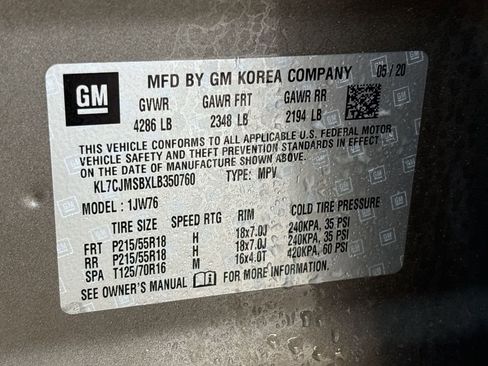 GM
MFD BY GM KOREA COMPANY 05/20
GVWR GAWR FRT GAWR RR
4286 LB 2348 LB 2194 LB
THIS VEHICLE CONFORMS TO ALL APPLICABLE U.S. FEDERAL MOTOR
VEHICLE SAFETY AND THEFT PREVENTION STANDARDS IN EFFECT
ON THE DATE OF MANUFACTURE SHOWN ABOVE.
KL7CJMSBXLB350760 TYPE: MPV
MODEL: 1JW76
TIRE SIZE SPEED RTG RIM COLD TIRE PRESSURE
FRT P215/55R18 H 18x7.0J 240KPA, 35 PSI
RR P215/55R18 H 18x7.0J 240KPA, 35 PSI
SPA T125/70R16 M 16x4.0T 420KPA, 60 PSI
SEE OWNER'S MANUAL FOR MORE INFORMATION.